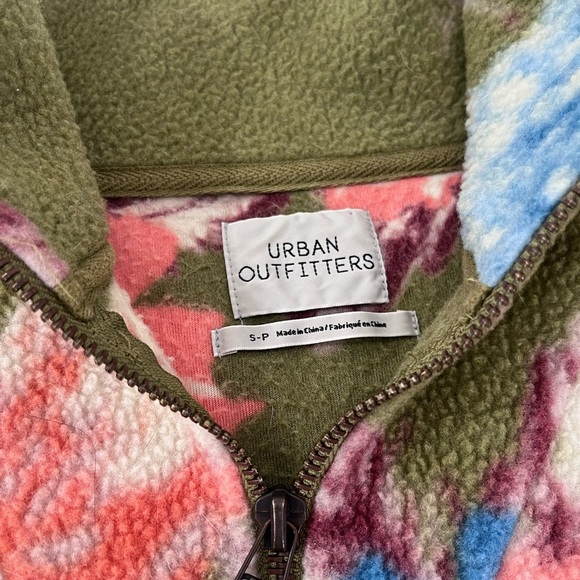 URBAN
OUTFITTERS
S-P Made in China / Fabriqué en Chine